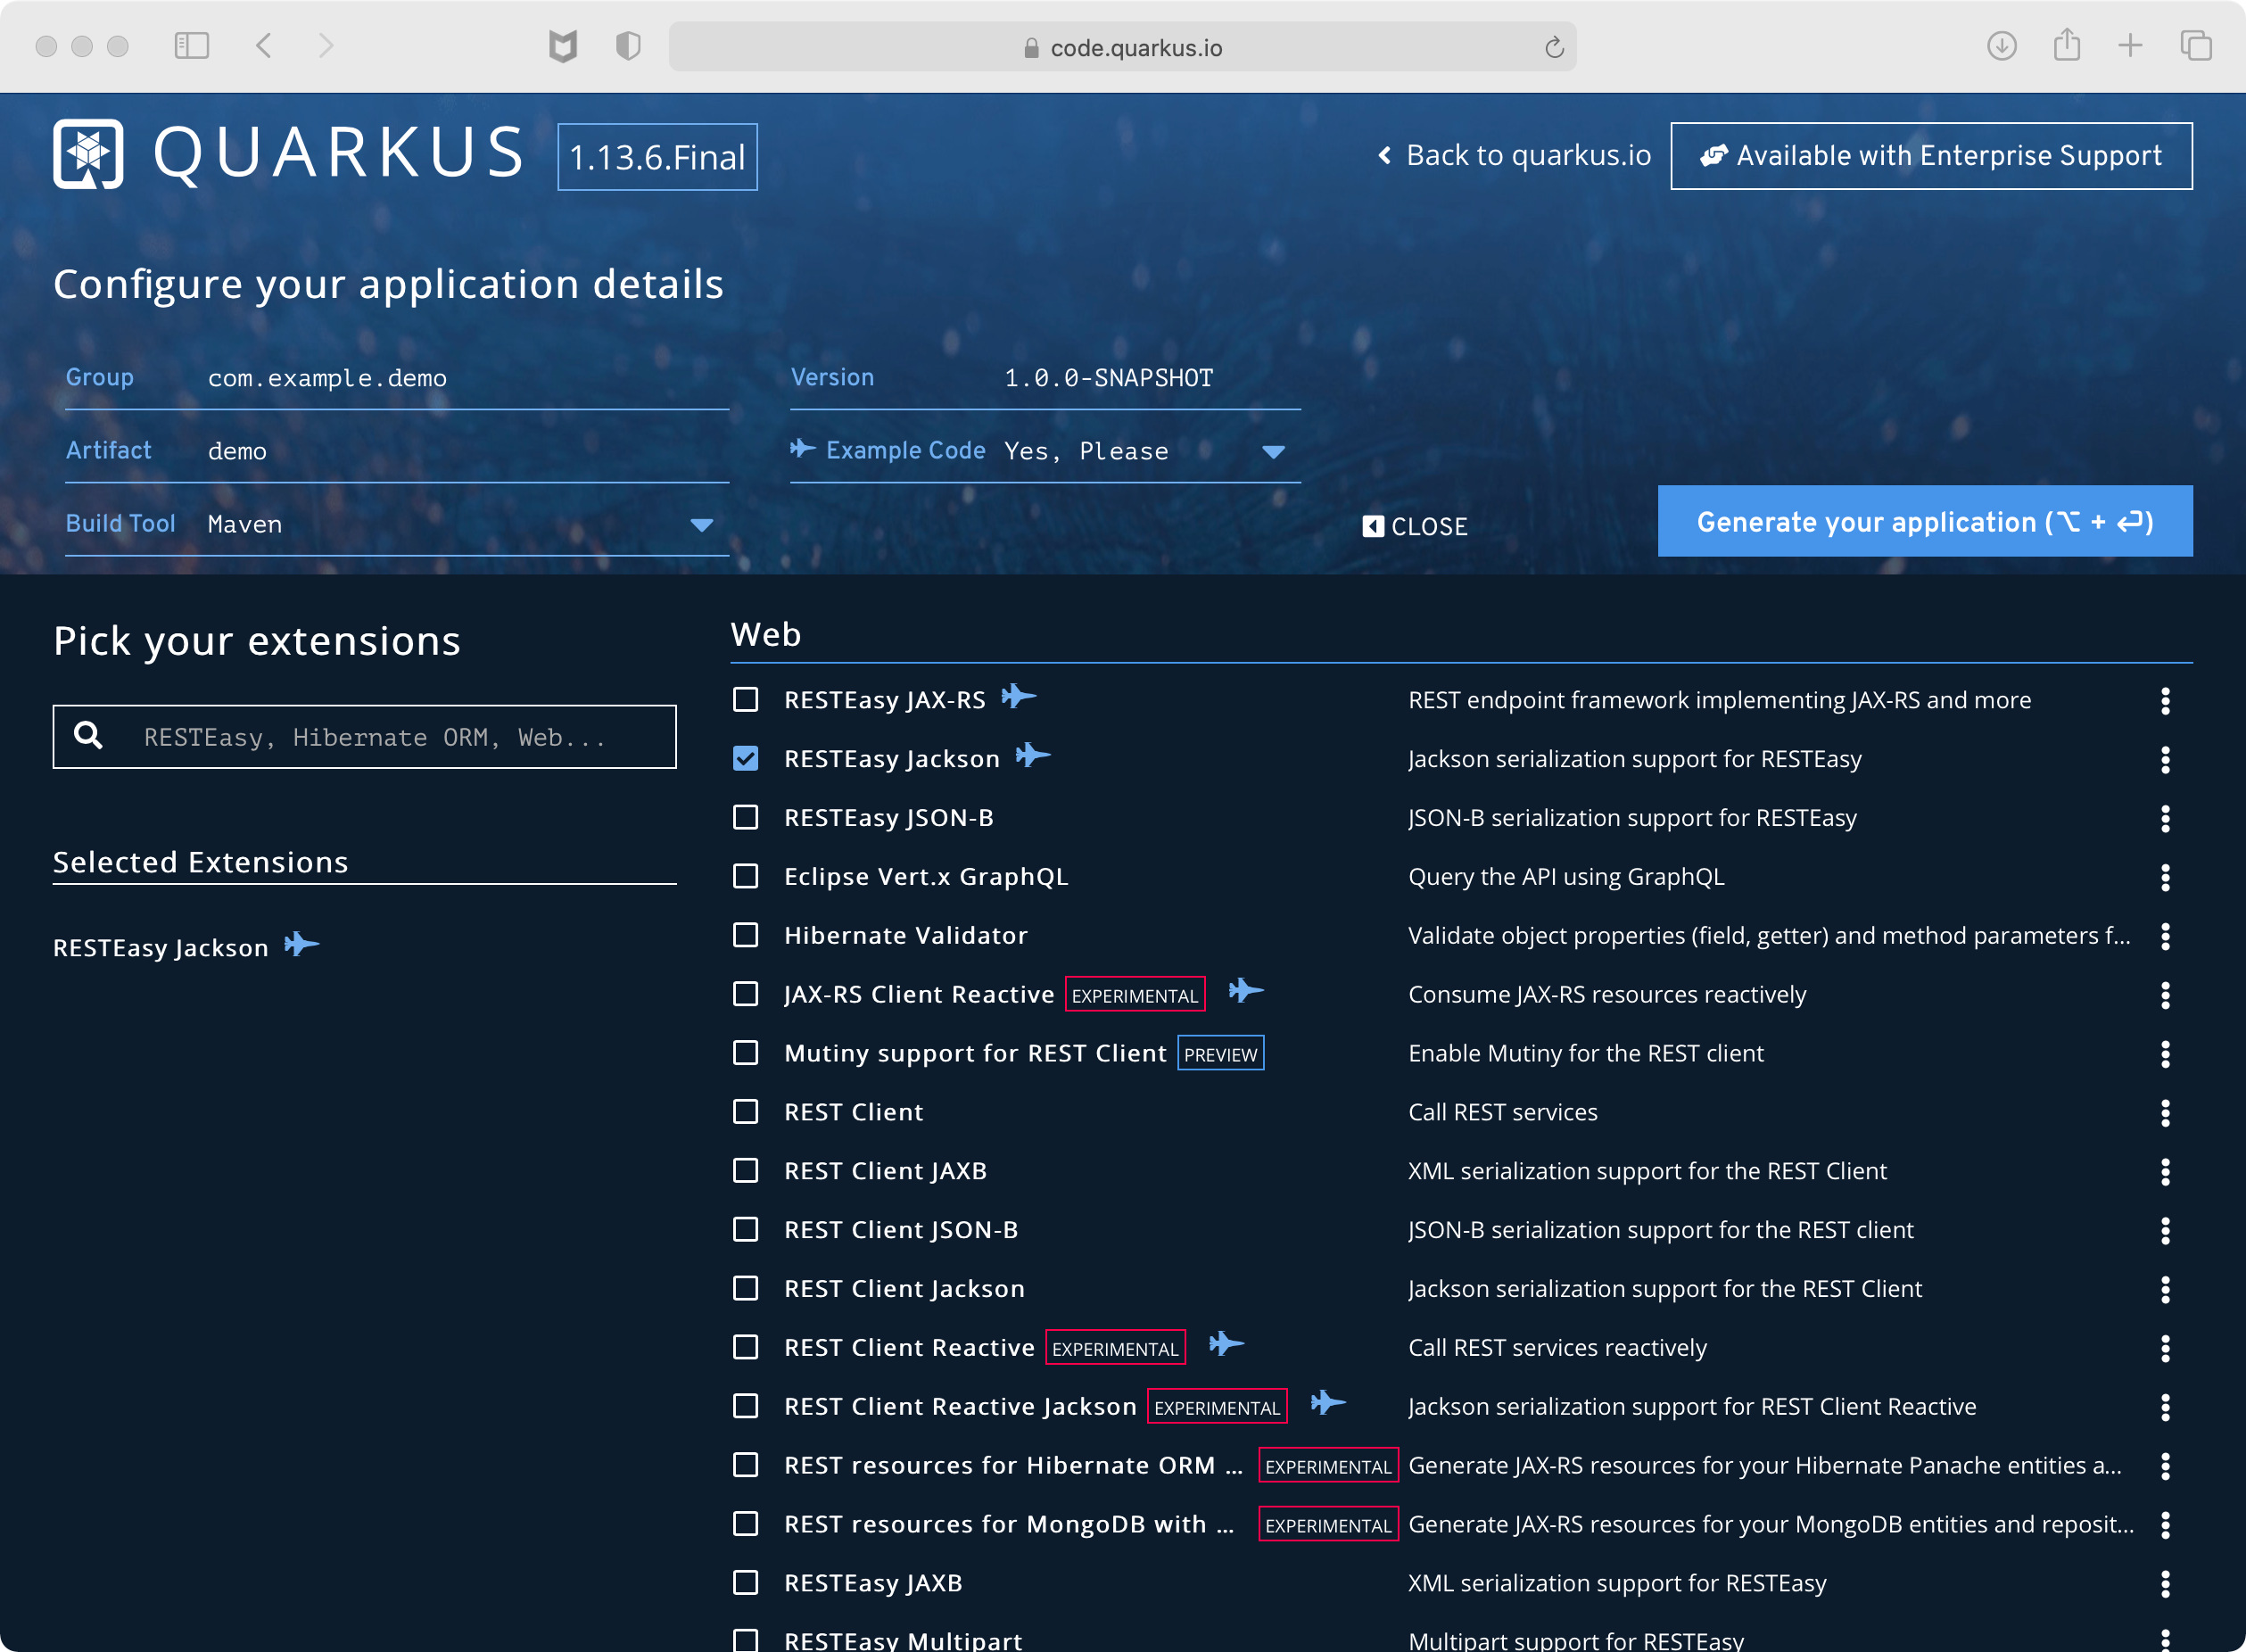 code.quarkus.io
QUARKUS 1.13.6.Final
Back to quarkus.io
Available with Enterprise Support
Configure your application details
Group com.example.demo
Version 1.0.0-SNAPSHOT
Artifact demo
Example Code Yes, Please
Build Tool Maven
CLOSE
Generate your application (⌥ + ⏎)
Pick your extensions
RESTEasy, Hibernate ORM, Web...
Selected Extensions
RESTEasy Jackson
Web
RESTEasy JAX-RS REST endpoint framework implementing JAX-RS and more
RESTEasy Jackson Jackson serialization support for RESTEasy
RESTEasy JSON-B JSON-B serialization support for RESTEasy
Eclipse Vert.x GraphQL Query the API using GraphQL
Hibernate Validator Validate object properties (field, getter) and method parameters f...
JAX-RS Client Reactive EXPERIMENTAL Consume JAX-RS resources reactively
Mutiny support for REST Client PREVIEW Enable Mutiny for the REST client
REST Client Call REST services
REST Client JAXB XML serialization support for the REST Client
REST Client JSON-B JSON-B serialization support for the REST client
REST Client Jackson Jackson serialization support for the REST Client
REST Client Reactive EXPERIMENTAL Call REST services reactively
REST Client Reactive Jackson EXPERIMENTAL Jackson serialization support for REST Client Reactive
REST resources for Hibernate ORM ... EXPERIMENTAL Generate JAX-RS resources for your Hibernate Panache entities a...
REST resources for MongoDB with ... EXPERIMENTAL Generate JAX-RS resources for your MongoDB entities and reposit...
RESTEasy JAXB XML serialization support for RESTEasy
RESTEasy Multipart Multipart support for RESTEasy